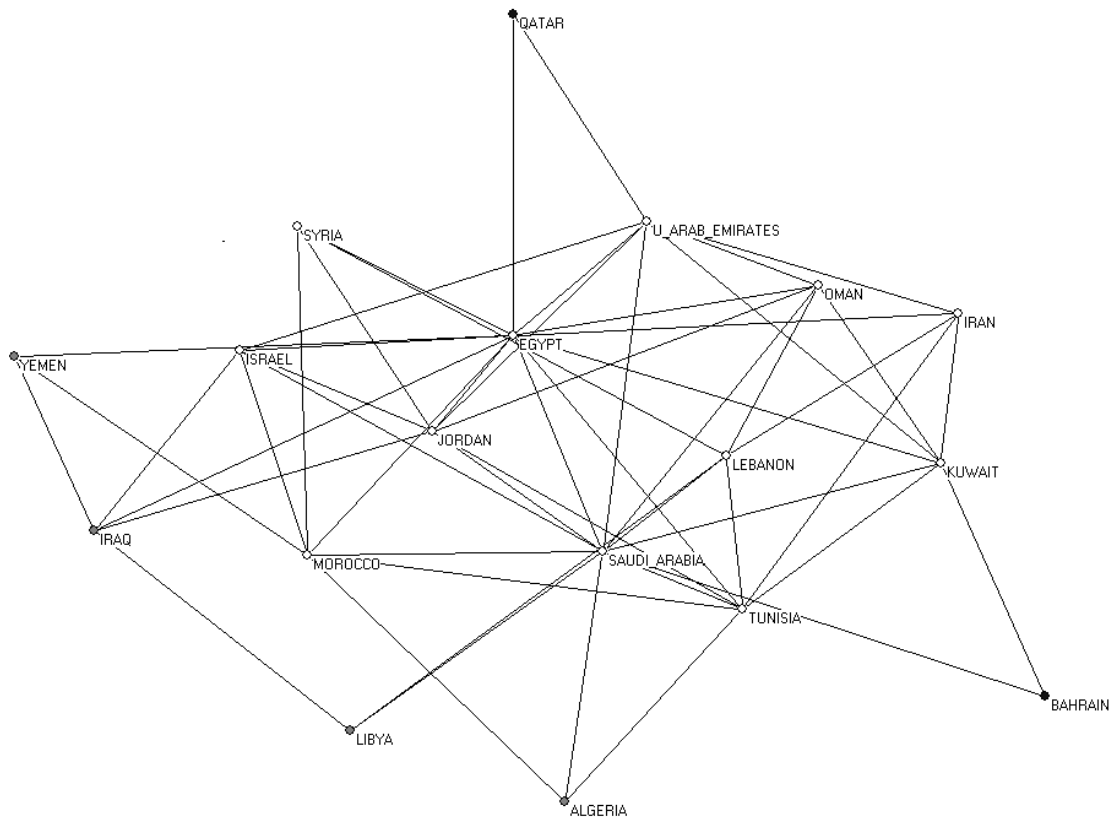 QATAR
SYRIA
U_ARAB_EMIRATES
OMAN
IRAN
EGYPT
YEMEN
ISRAEL
JORDAN
LEBANON
KUWAIT
IRAQ
MOROCCO
SAUDI_ARABIA
TUNISIA
BAHRAIN
LIBYA
ALGERIA